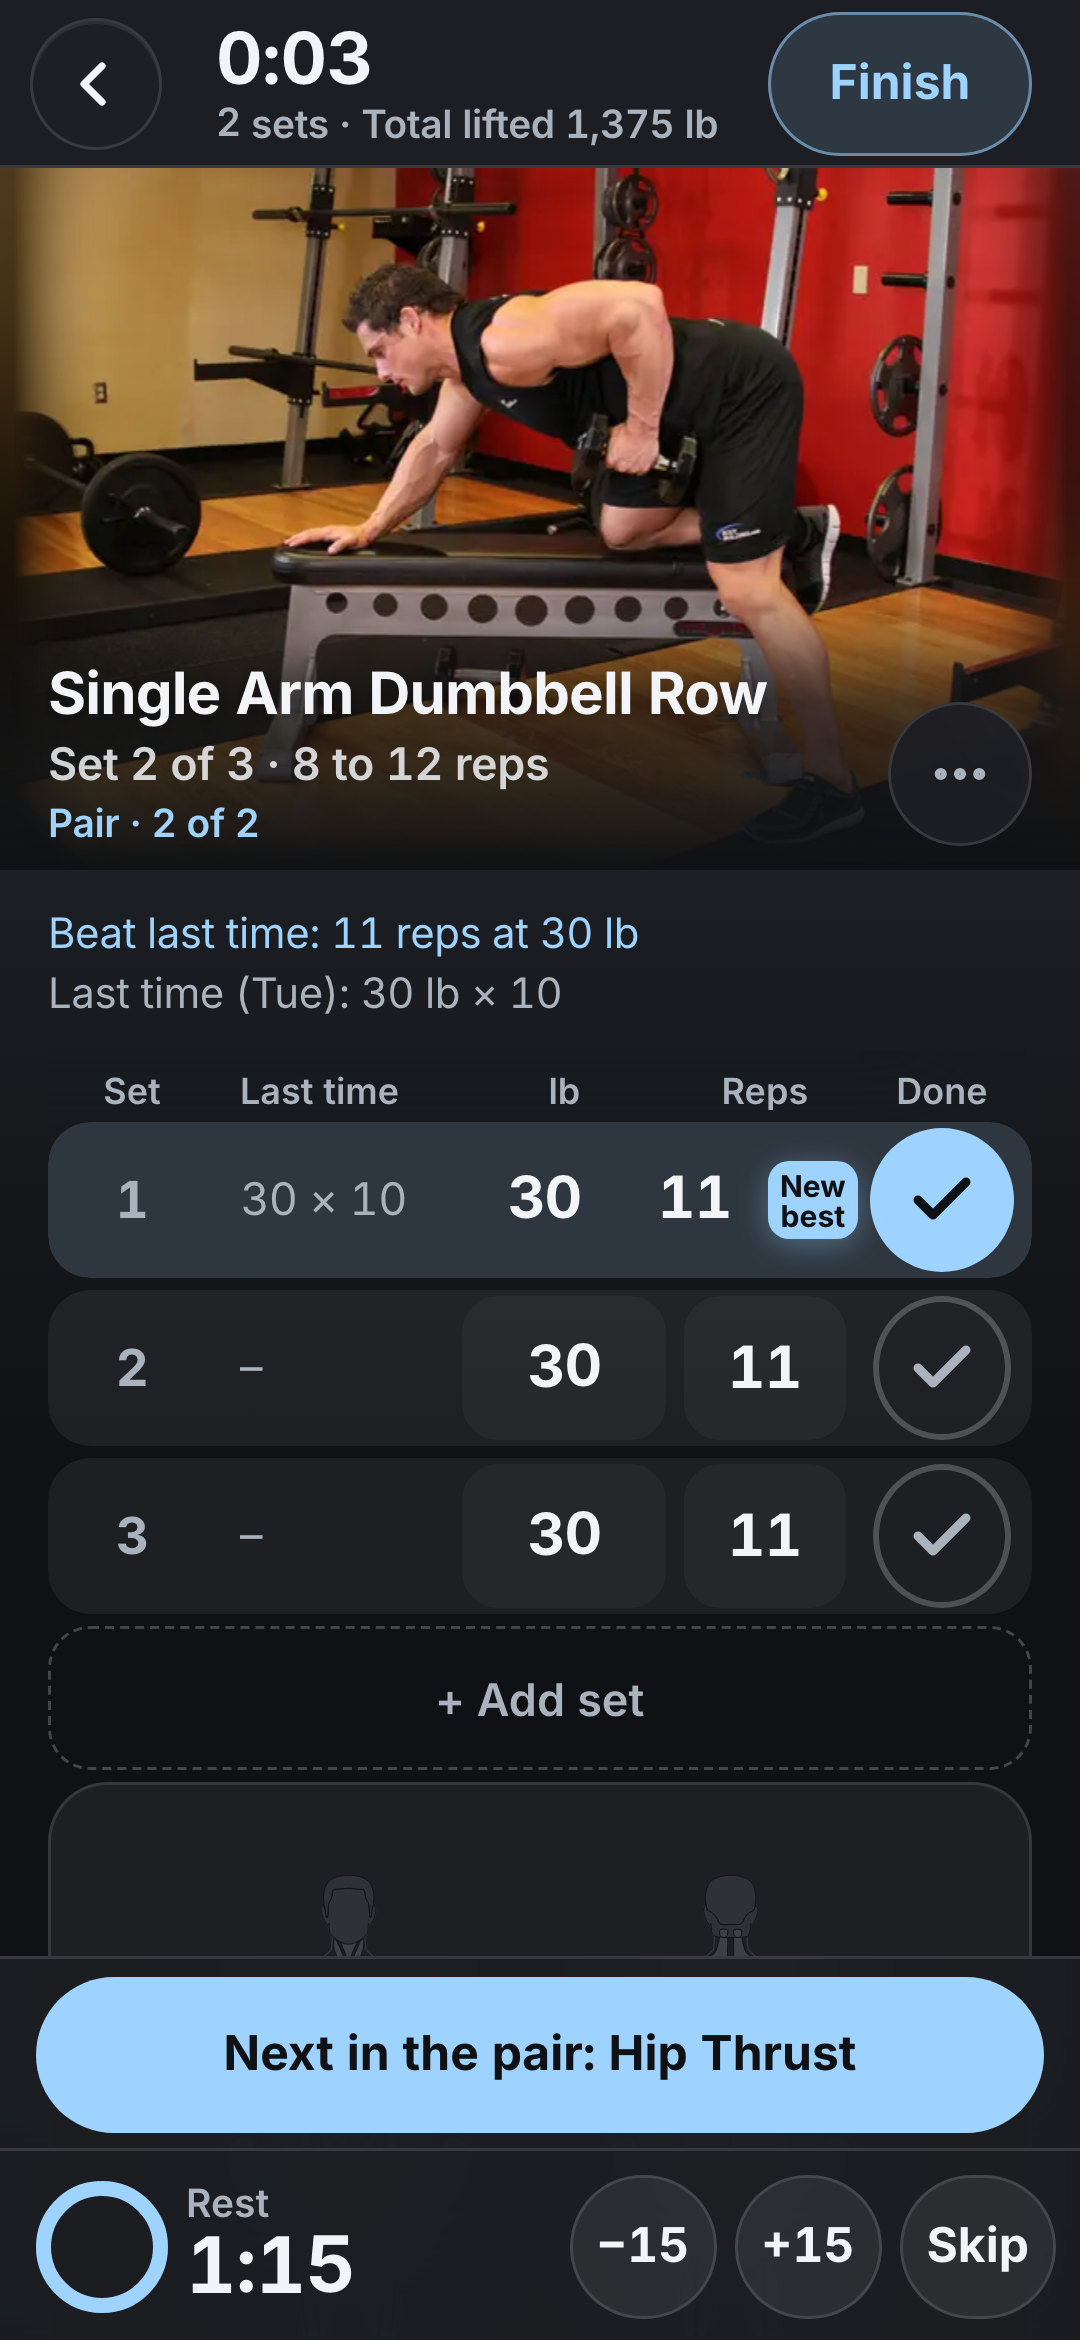 0:03
2 sets · Total lifted 1,375 lb
Finish
Single Arm Dumbbell Row
Set 2 of 3 · 8 to 12 reps
Pair · 2 of 2
Beat last time: 11 reps at 30 lb
Last time (Tue): 30 lb × 10
Set Last time lb Reps Done
1 30 × 10 30 11 New best
2 – 30 11
3 – 30 11
+ Add set
Next in the pair: Hip Thrust
Rest
1:15
−15 +15 Skip